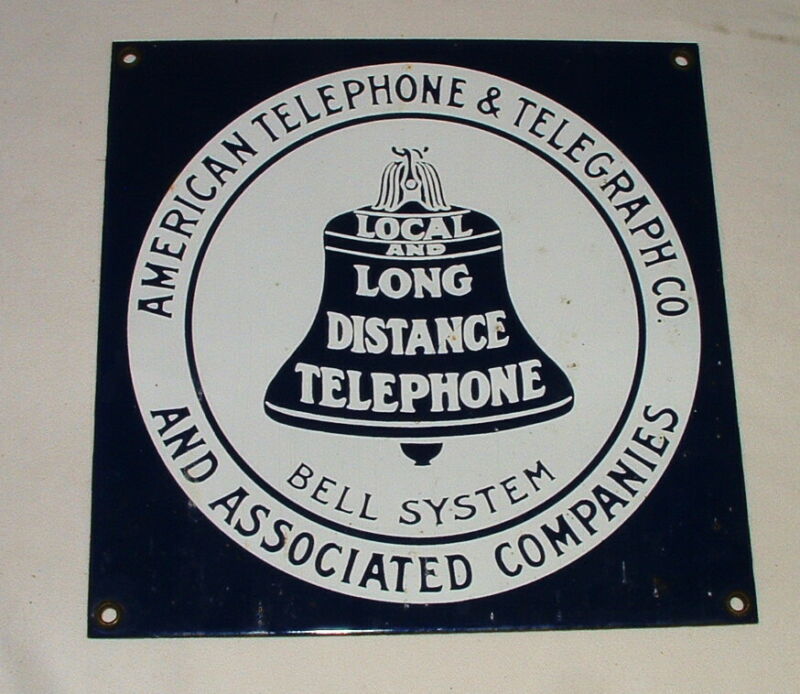 AMERICAN TELEPHONE & TELEGRAPH CO.
LOCAL
AND
LONG
DISTANCE
TELEPHONE
BELL SYSTEM
AND ASSOCIATED COMPANIES